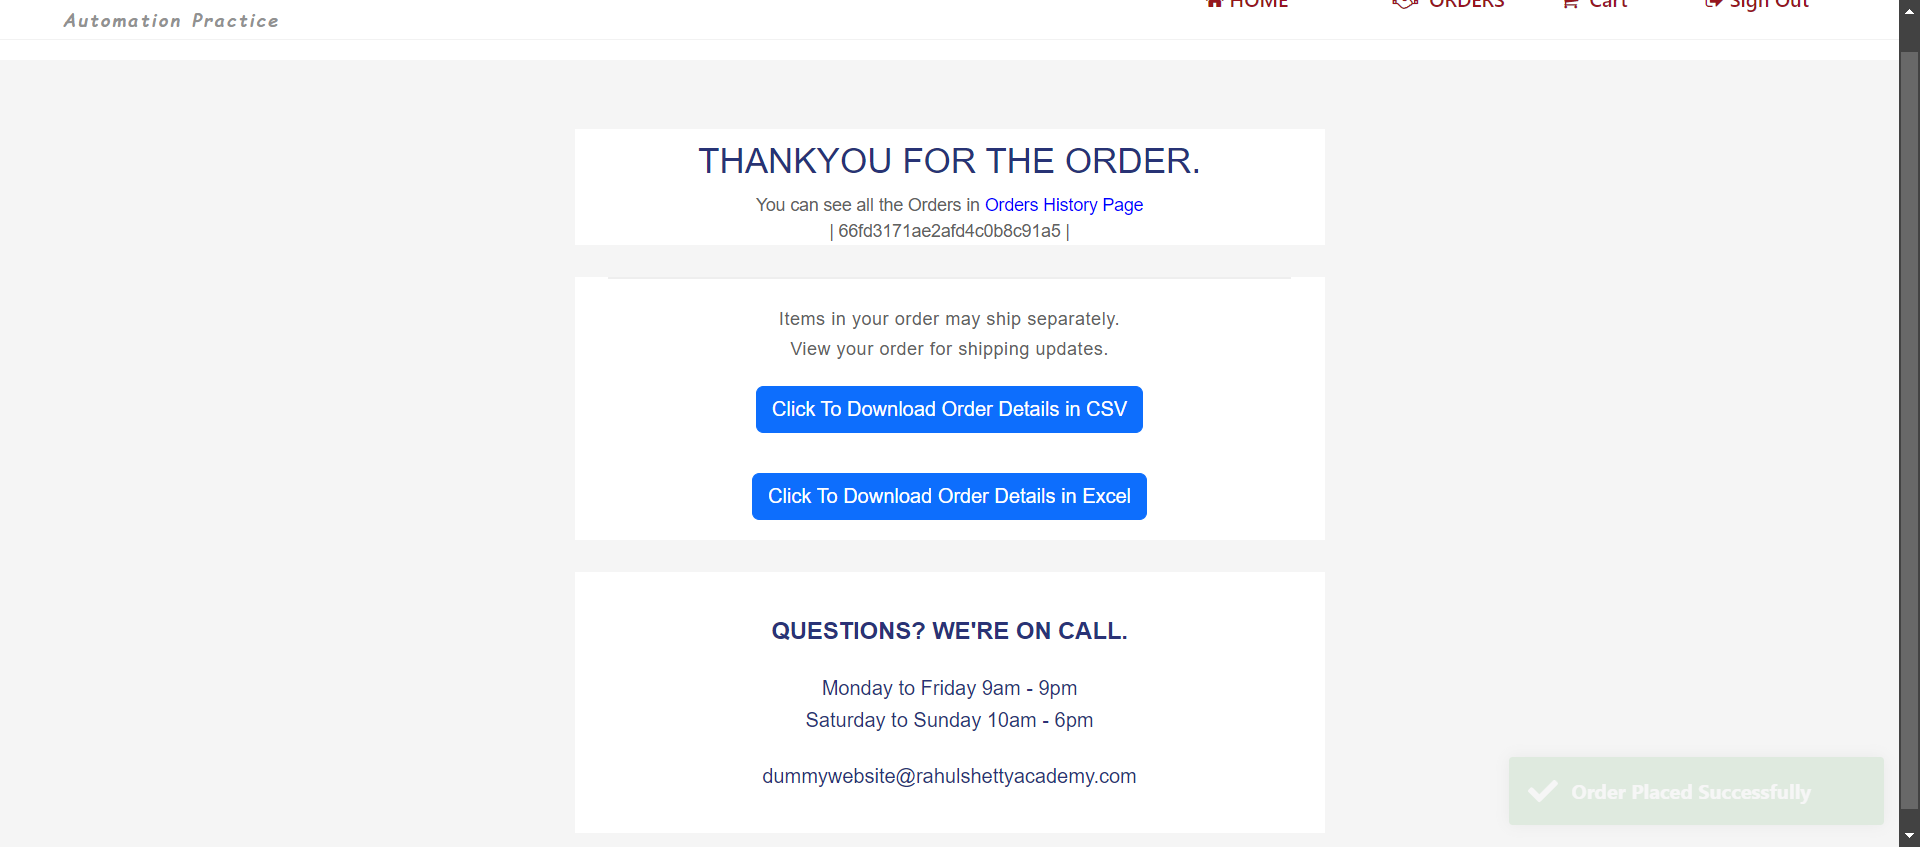 Automation Practice
HOME
ORDERS
Cart
Sign Out
THANKYOU FOR THE ORDER.
You can see all the Orders in Orders History Page
| 66fd3171ae2afd4c0b8c91a5 |
Items in your order may ship separately.
View your order for shipping updates.
Click To Download Order Details in CSV
Click To Download Order Details in Excel
QUESTIONS? WE'RE ON CALL.
Monday to Friday 9am - 9pm
Saturday to Sunday 10am - 6pm
dummywebsite@rahulshettyacademy.com
Order Placed Successfully